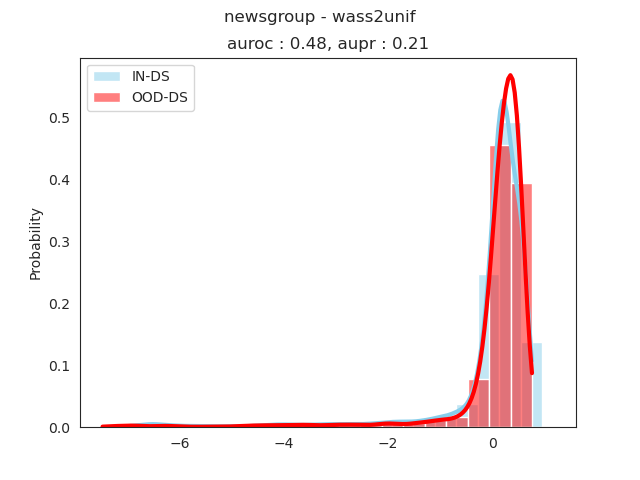 newsgroup - wass2unif
auroc : 0.48, aupr : 0.21
IN-DS
OOD-DS
Probability
0.5
0.4
0.3
0.2
0.1
0.0
−6
−4
−2
0